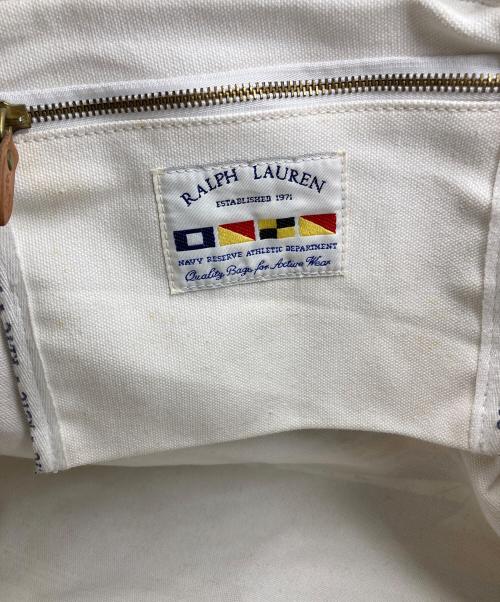 RALPH LAUREN
ESTABLISHED 1971
NAVY RESERVE ATHLETIC DEPARTMENT
Quality Bags for Active Wear